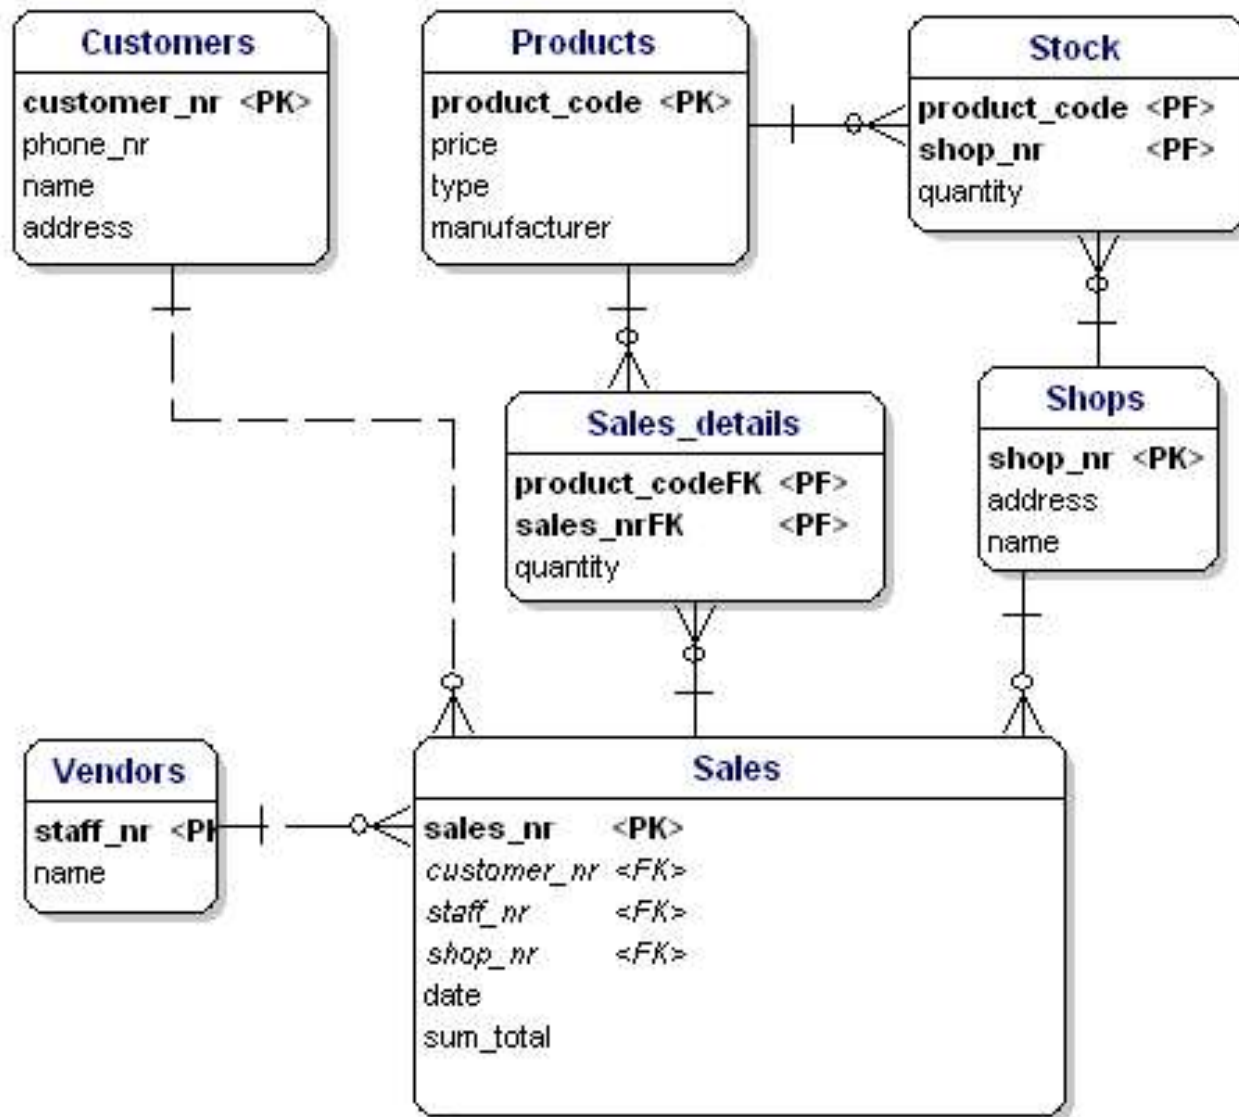 Customers
customer_nr <PK>
phone_nr
name
address
Products
product_code <PK>
price
type
manufacturer
Stock
product_code <PF>
shop_nr <PF>
quantity
Sales_details
product_codeFK <PF>
sales_nrFK <PF>
quantity
Shops
shop_nr <PK>
address
name
Vendors
staff_nr <PK
name
Sales
sales_nr <PK>
customer_nr <FK>
staff_nr <FK>
shop_nr <FK>
date
sum_total